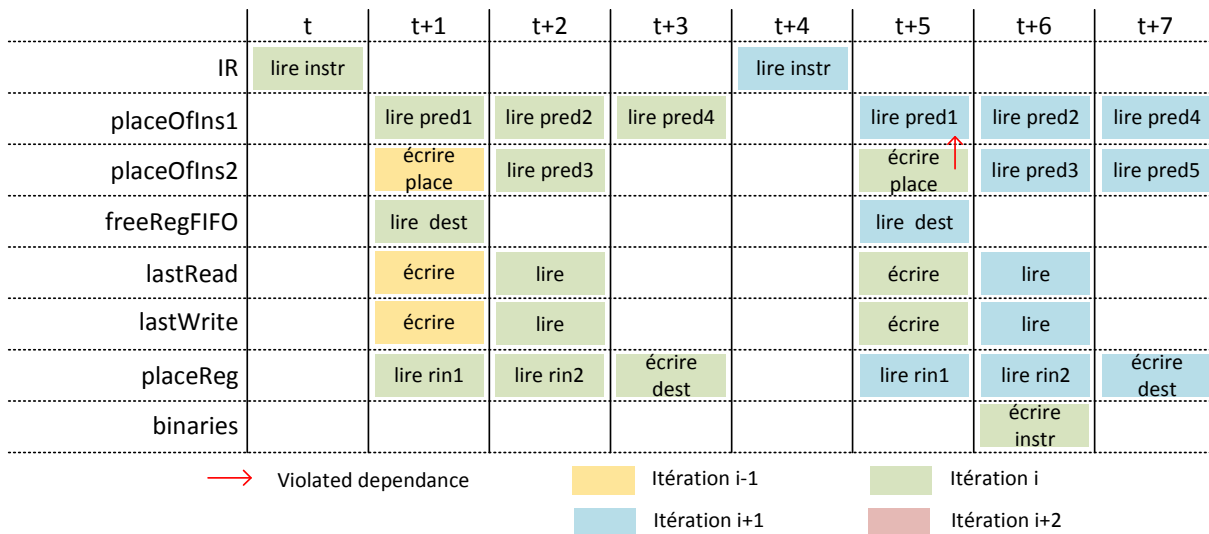 t t+1 t+2 t+3 t+4 t+5 t+6 t+7
IR lire instr lire instr
placeOfIns1 lire pred1 lire pred2 lire pred4 lire pred1 lire pred2 lire pred4
placeOfIns2 écrire place lire pred3 écrire place lire pred3 lire pred5
freeRegFIFO lire dest lire dest
lastRead écrire lire écrire lire
lastWrite écrire lire écrire lire
placeReg lire rin1 lire rin2 écrire dest lire rin1 lire rin2 écrire dest
binaries écrire instr
Violated dependance Itération i-1 Itération i
Itération i+1 Itération i+2